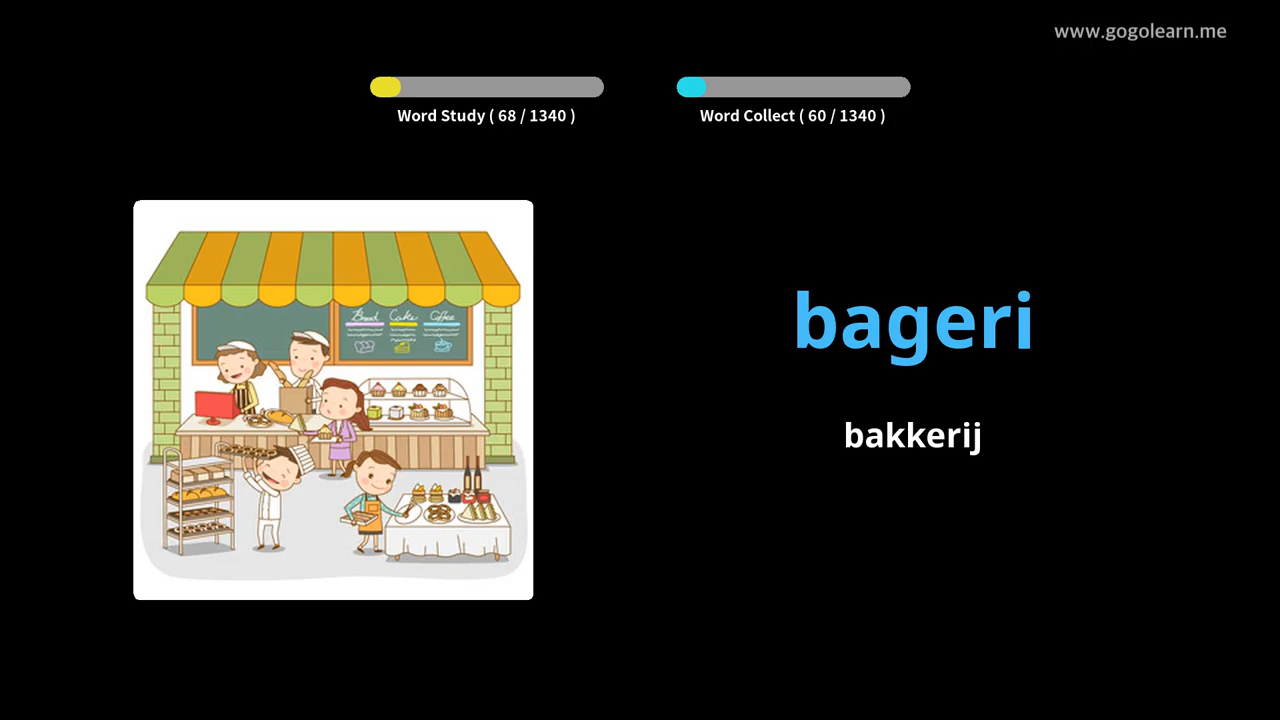 www.gogolearn.me
Word Study ( 68 / 1340 )
Word Collect ( 60 / 1340 )
Bread Cake Coffee
bageri
bakkerij